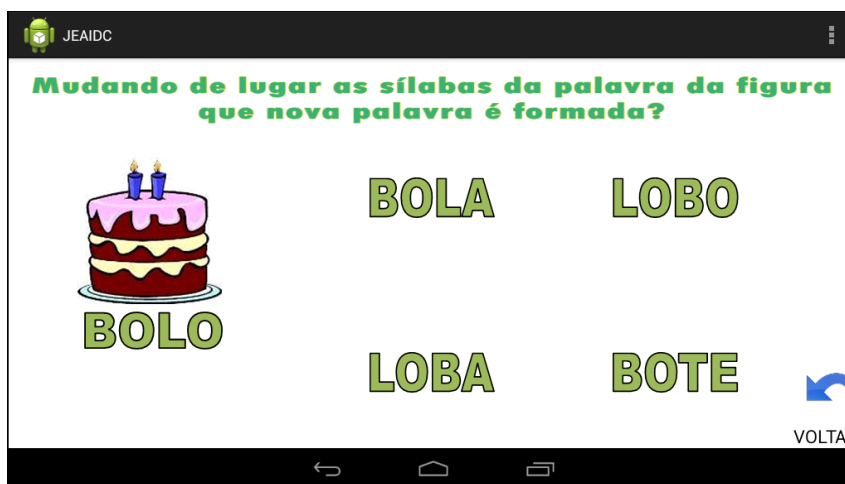 JEAIDC
Mudando de lugar as sílabas da palavra da figura
que nova palavra é formada?
BOLA
LOBO
BOLO
LOBA
BOTE
VOLTA